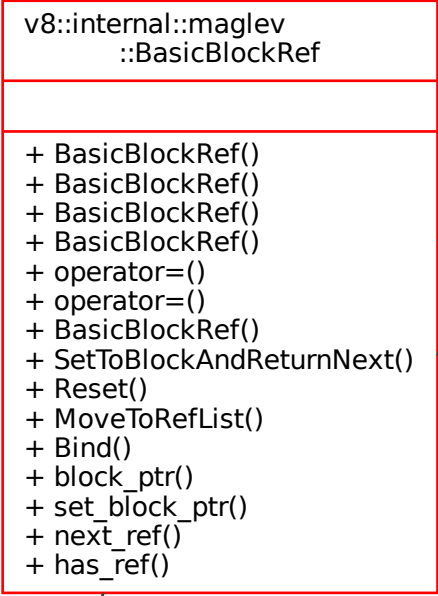 v8::internal::maglev
::BasicBlockRef
+ BasicBlockRef()
+ BasicBlockRef()
+ BasicBlockRef()
+ BasicBlockRef()
+ operator=()
+ operator=()
+ BasicBlockRef()
+ SetToBlockAndReturnNext()
+ Reset()
+ MoveToRefList()
+ Bind()
+ block_ptr()
+ set_block_ptr()
+ next_ref()
+ has_ref()